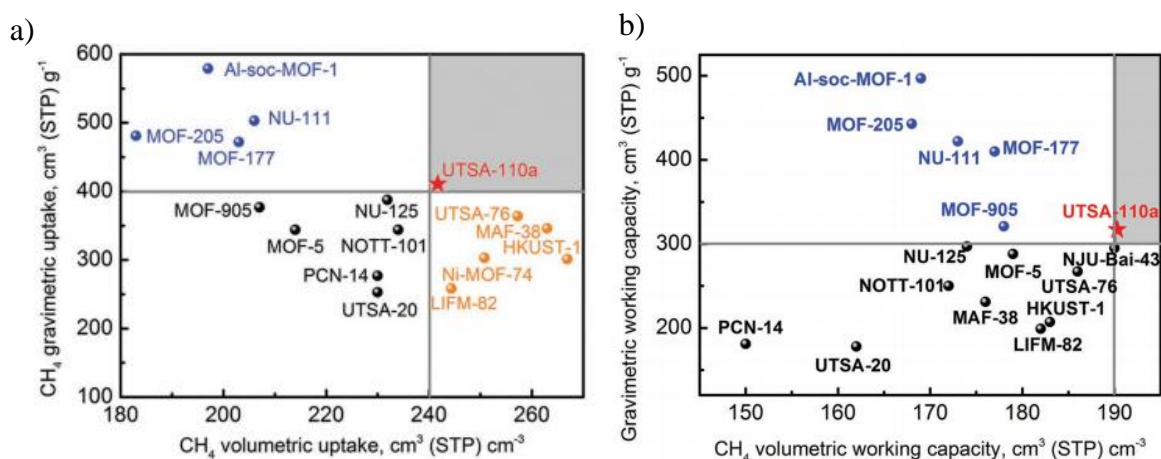 a)
CH₄ gravimetric uptake, cm³ (STP) g⁻¹
600
500
400
300
200
100
Al-soc-MOF-1
NU-111
MOF-205
MOF-177
UTSA-110a
MOF-905
NU-125
UTSA-76
MOF-5
NOTT-101
MAF-38
HKUST-1
PCN-14
Ni-MOF-74
UTSA-20
LIFM-82
180 200 220 240 260
CH₄ volumetric uptake, cm³ (STP) cm⁻³
b)
Gravimetric working capacity, cm³ (STP) g⁻¹
500
400
300
200
Al-soc-MOF-1
MOF-205
NU-111
MOF-177
MOF-905
UTSA-110a
NU-125
MOF-5
NJU-Bai-43
NOTT-101
UTSA-76
MAF-38
HKUST-1
LIFM-82
PCN-14
UTSA-20
150 160 170 180 190
CH₄ volumetric working capacity, cm³ (STP) cm⁻³